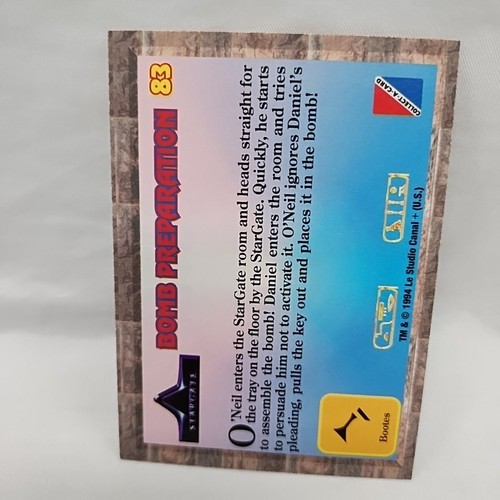 STARGATE
BOMB PREPARATION 83
O'Neil enters the StarGate room and heads straight for
the tray on the floor by the StarGate. Quickly, he starts
to assemble the bomb! Daniel enters the room and tries
to persuade him not to activate it. O'Neil ignores Daniel's
pleading, pulls the key out and places it in the bomb!
Bootes
TM & © 1994 Le Studio Canal + (U.S.)
COLLECT-A-CARD